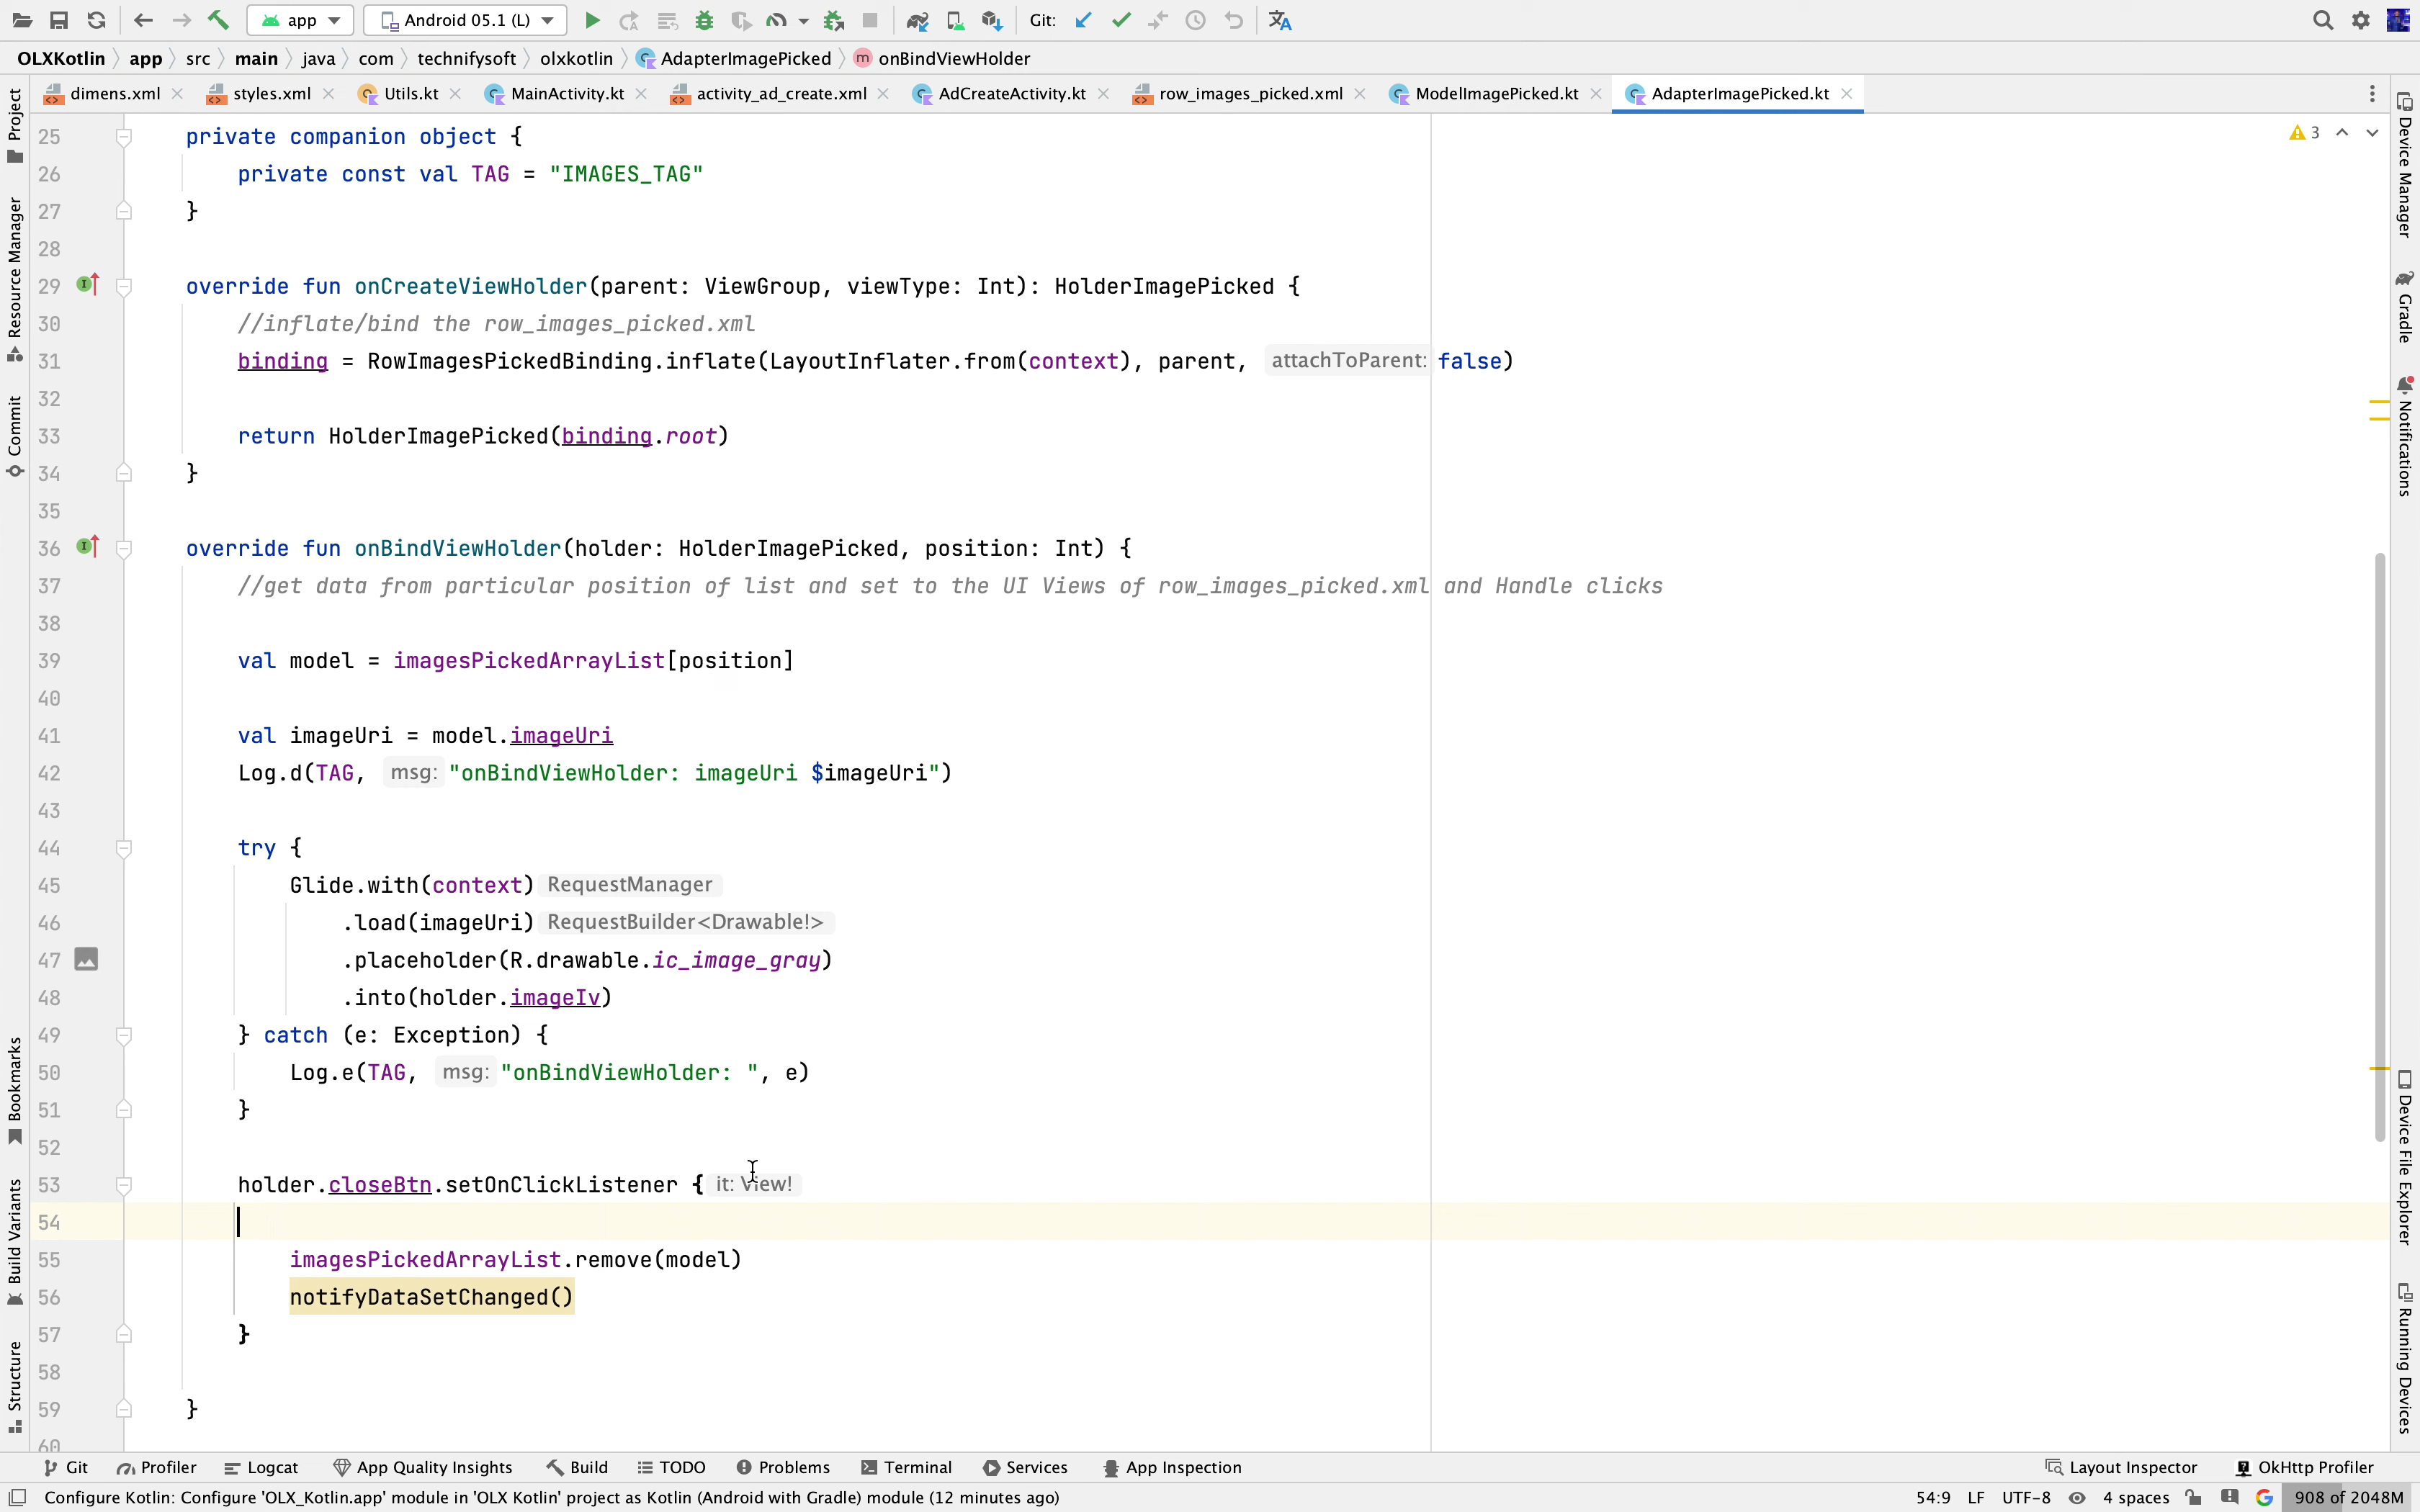 app Android 05.1 (L) Git:
OLXKotlin app src main java com technifysoft olxkotlin AdapterImagePicked onBindViewHolder
dimens.xml styles.xml Utils.kt MainActivity.kt activity_ad_create.xml AdCreateActivity.kt row_images_picked.xml ModelImagePicked.kt AdapterImagePicked.kt
3
25 private companion object {
26 private const val TAG = "IMAGES_TAG"
27 }
28
29 override fun onCreateViewHolder(parent: ViewGroup, viewType: Int): HolderImagePicked {
30 //inflate/bind the row_images_picked.xml
31 binding = RowImagesPickedBinding.inflate(LayoutInflater.from(context), parent, attachToParent: false)
32
33 return HolderImagePicked(binding.root)
34 }
35
36 override fun onBindViewHolder(holder: HolderImagePicked, position: Int) {
37 //get data from particular position of list and set to the UI Views of row_images_picked.xml and Handle clicks
38
39 val model = imagesPickedArrayList[position]
40
41 val imageUri = model.imageUri
42 Log.d(TAG, msg: "onBindViewHolder: imageUri $imageUri")
43
44 try {
45 Glide.with(context) RequestManager
46 .load(imageUri) RequestBuilder<Drawable!>
47 .placeholder(R.drawable.ic_image_gray)
48 .into(holder.imageIv)
49 } catch (e: Exception) {
50 Log.e(TAG, msg: "onBindViewHolder: ", e)
51 }
52
53 holder.closeBtn.setOnClickListener { it: View!
54
55 imagesPickedArrayList.remove(model)
56 notifyDataSetChanged()
57 }
58
59 }
60
Project
Resource Manager
Commit
Bookmarks
Build Variants
Structure
Device Manager
Gradle
Notifications
Device File Explorer
Running Devices
Git Profiler Logcat App Quality Insights Build TODO Problems Terminal Services App Inspection Layout Inspector OkHttp Profiler
Configure Kotlin: Configure 'OLX_Kotlin.app' module in 'OLX Kotlin' project as Kotlin (Android with Gradle) module (12 minutes ago) 54:9 LF UTF-8 4 spaces 908 of 2048M